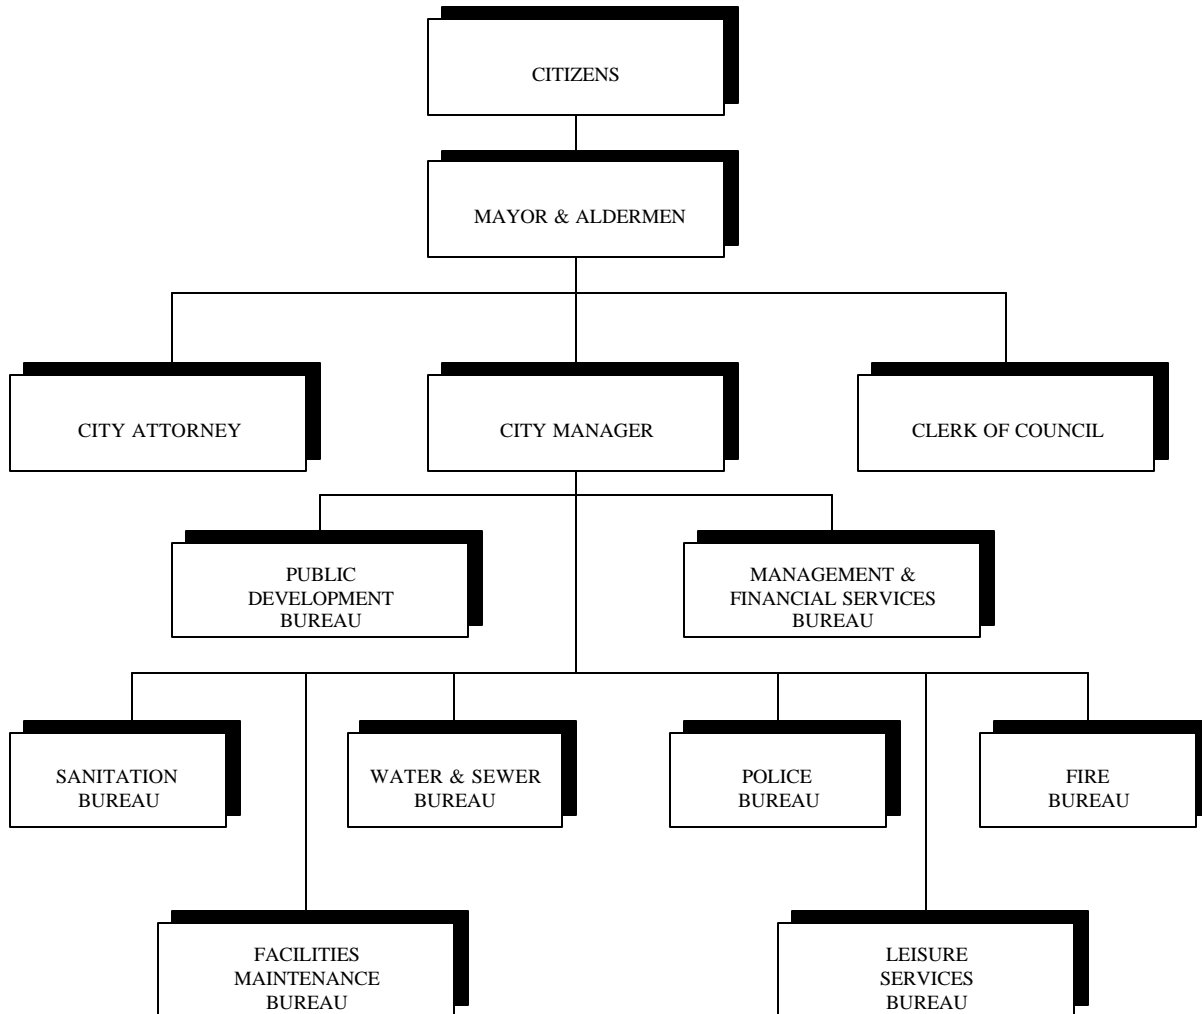 CITIZENS
MAYOR & ALDERMEN
CITY ATTORNEY
CITY MANAGER
CLERK OF COUNCIL
PUBLIC
DEVELOPMENT
BUREAU
MANAGEMENT &
FINANCIAL SERVICES
BUREAU
SANITATION
BUREAU
WATER & SEWER
BUREAU
POLICE
BUREAU
FIRE
BUREAU
FACILITIES
MAINTENANCE
BUREAU
LEISURE
SERVICES
BUREAU